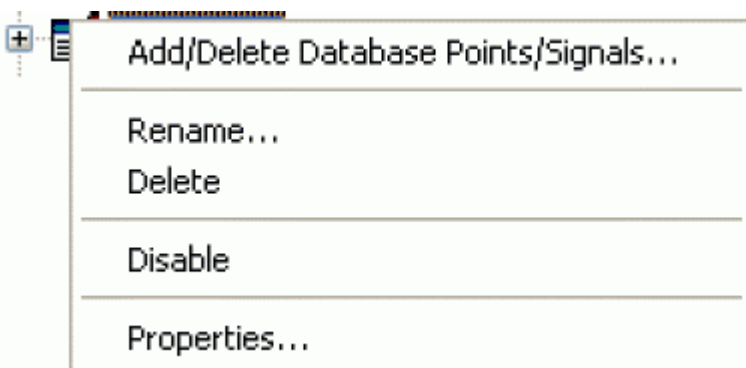 Add/Delete Database Points/Signals...
Rename...
Delete
Disable
Properties...